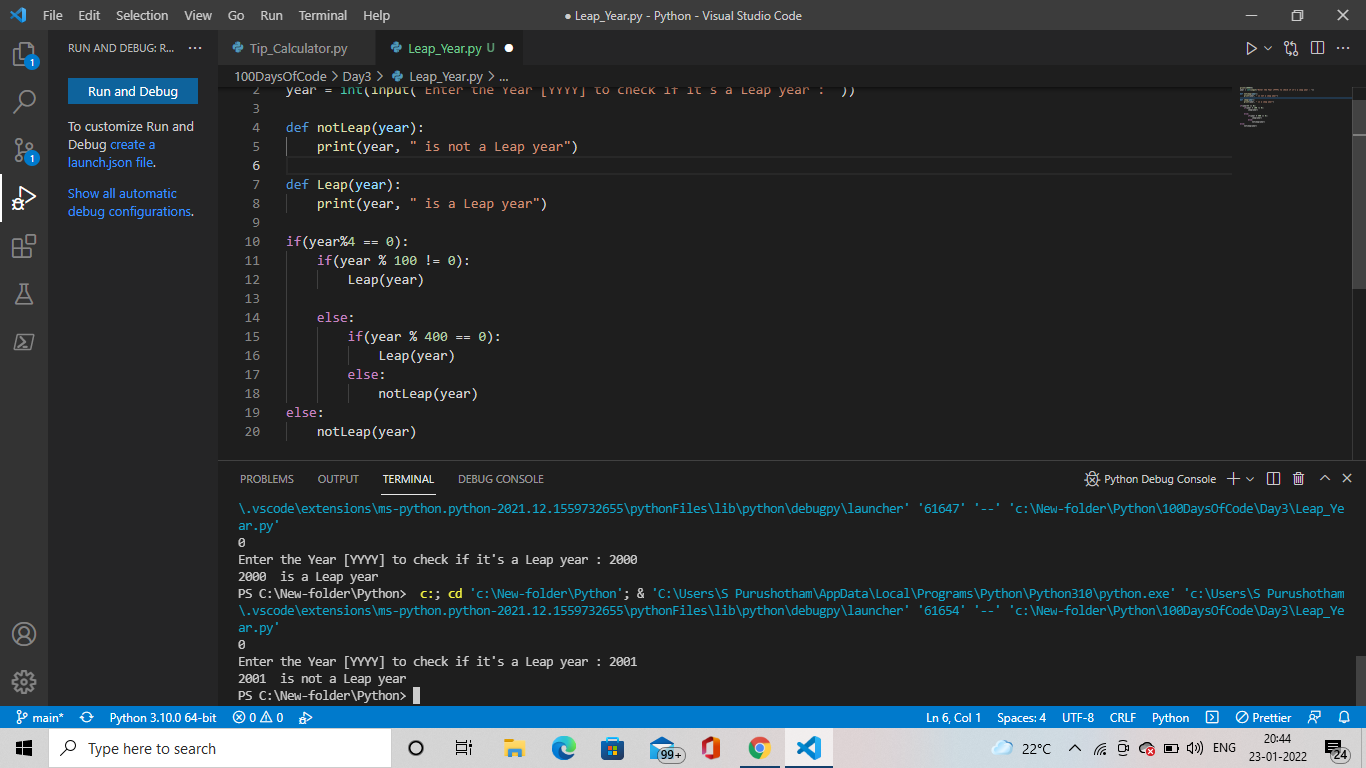 File Edit Selection View Go Run Terminal Help
● Leap_Year.py - Python - Visual Studio Code
RUN AND DEBUG: R... ···
Run and Debug
To customize Run and
Debug create a
launch.json file.
Show all automatic
debug configurations.
1
1
Tip_Calculator.py
Leap_Year.py U ●
100DaysOfCode > Day3 > Leap_Year.py > ...
2 year = int(input("Enter the Year [YYYY] to check if it's a Leap year : "))
3
4 def notLeap(year):
5 print(year, " is not a Leap year")
6
7 def Leap(year):
8 print(year, " is a Leap year")
9
10 if(year%4 == 0):
11 if(year % 100 != 0):
12 Leap(year)
13
14 else:
15 if(year % 400 == 0):
16 Leap(year)
17 else:
18 notLeap(year)
19 else:
20 notLeap(year)
PROBLEMS OUTPUT TERMINAL DEBUG CONSOLE
Python Debug Console
\.vscode\extensions\ms-python.python-2021.12.1559732655\pythonFiles\lib\python\debugpy\launcher' '61647' '--' 'c:\New-folder\Python\100DaysOfCode\Day3\Leap_Ye
ar.py'
0
Enter the Year [YYYY] to check if it's a Leap year : 2000
2000  is a Leap year
PS C:\New-folder\Python>  c:; cd 'c:\New-folder\Python'; & 'C:\Users\S Purushotham\AppData\Local\Programs\Python\Python310\python.exe' 'c:\Users\S Purushotham
\.vscode\extensions\ms-python.python-2021.12.1559732655\pythonFiles\lib\python\debugpy\launcher' '61654' '--' 'c:\New-folder\Python\100DaysOfCode\Day3\Leap_Ye
ar.py'
0
Enter the Year [YYYY] to check if it's a Leap year : 2001
2001  is not a Leap year
PS C:\New-folder\Python>
main* Python 3.10.0 64-bit 0 0
Ln 6, Col 1 Spaces: 4 UTF-8 CRLF Python Prettier
Type here to search
99+
22°C
ENG
20:44
23-01-2022
24